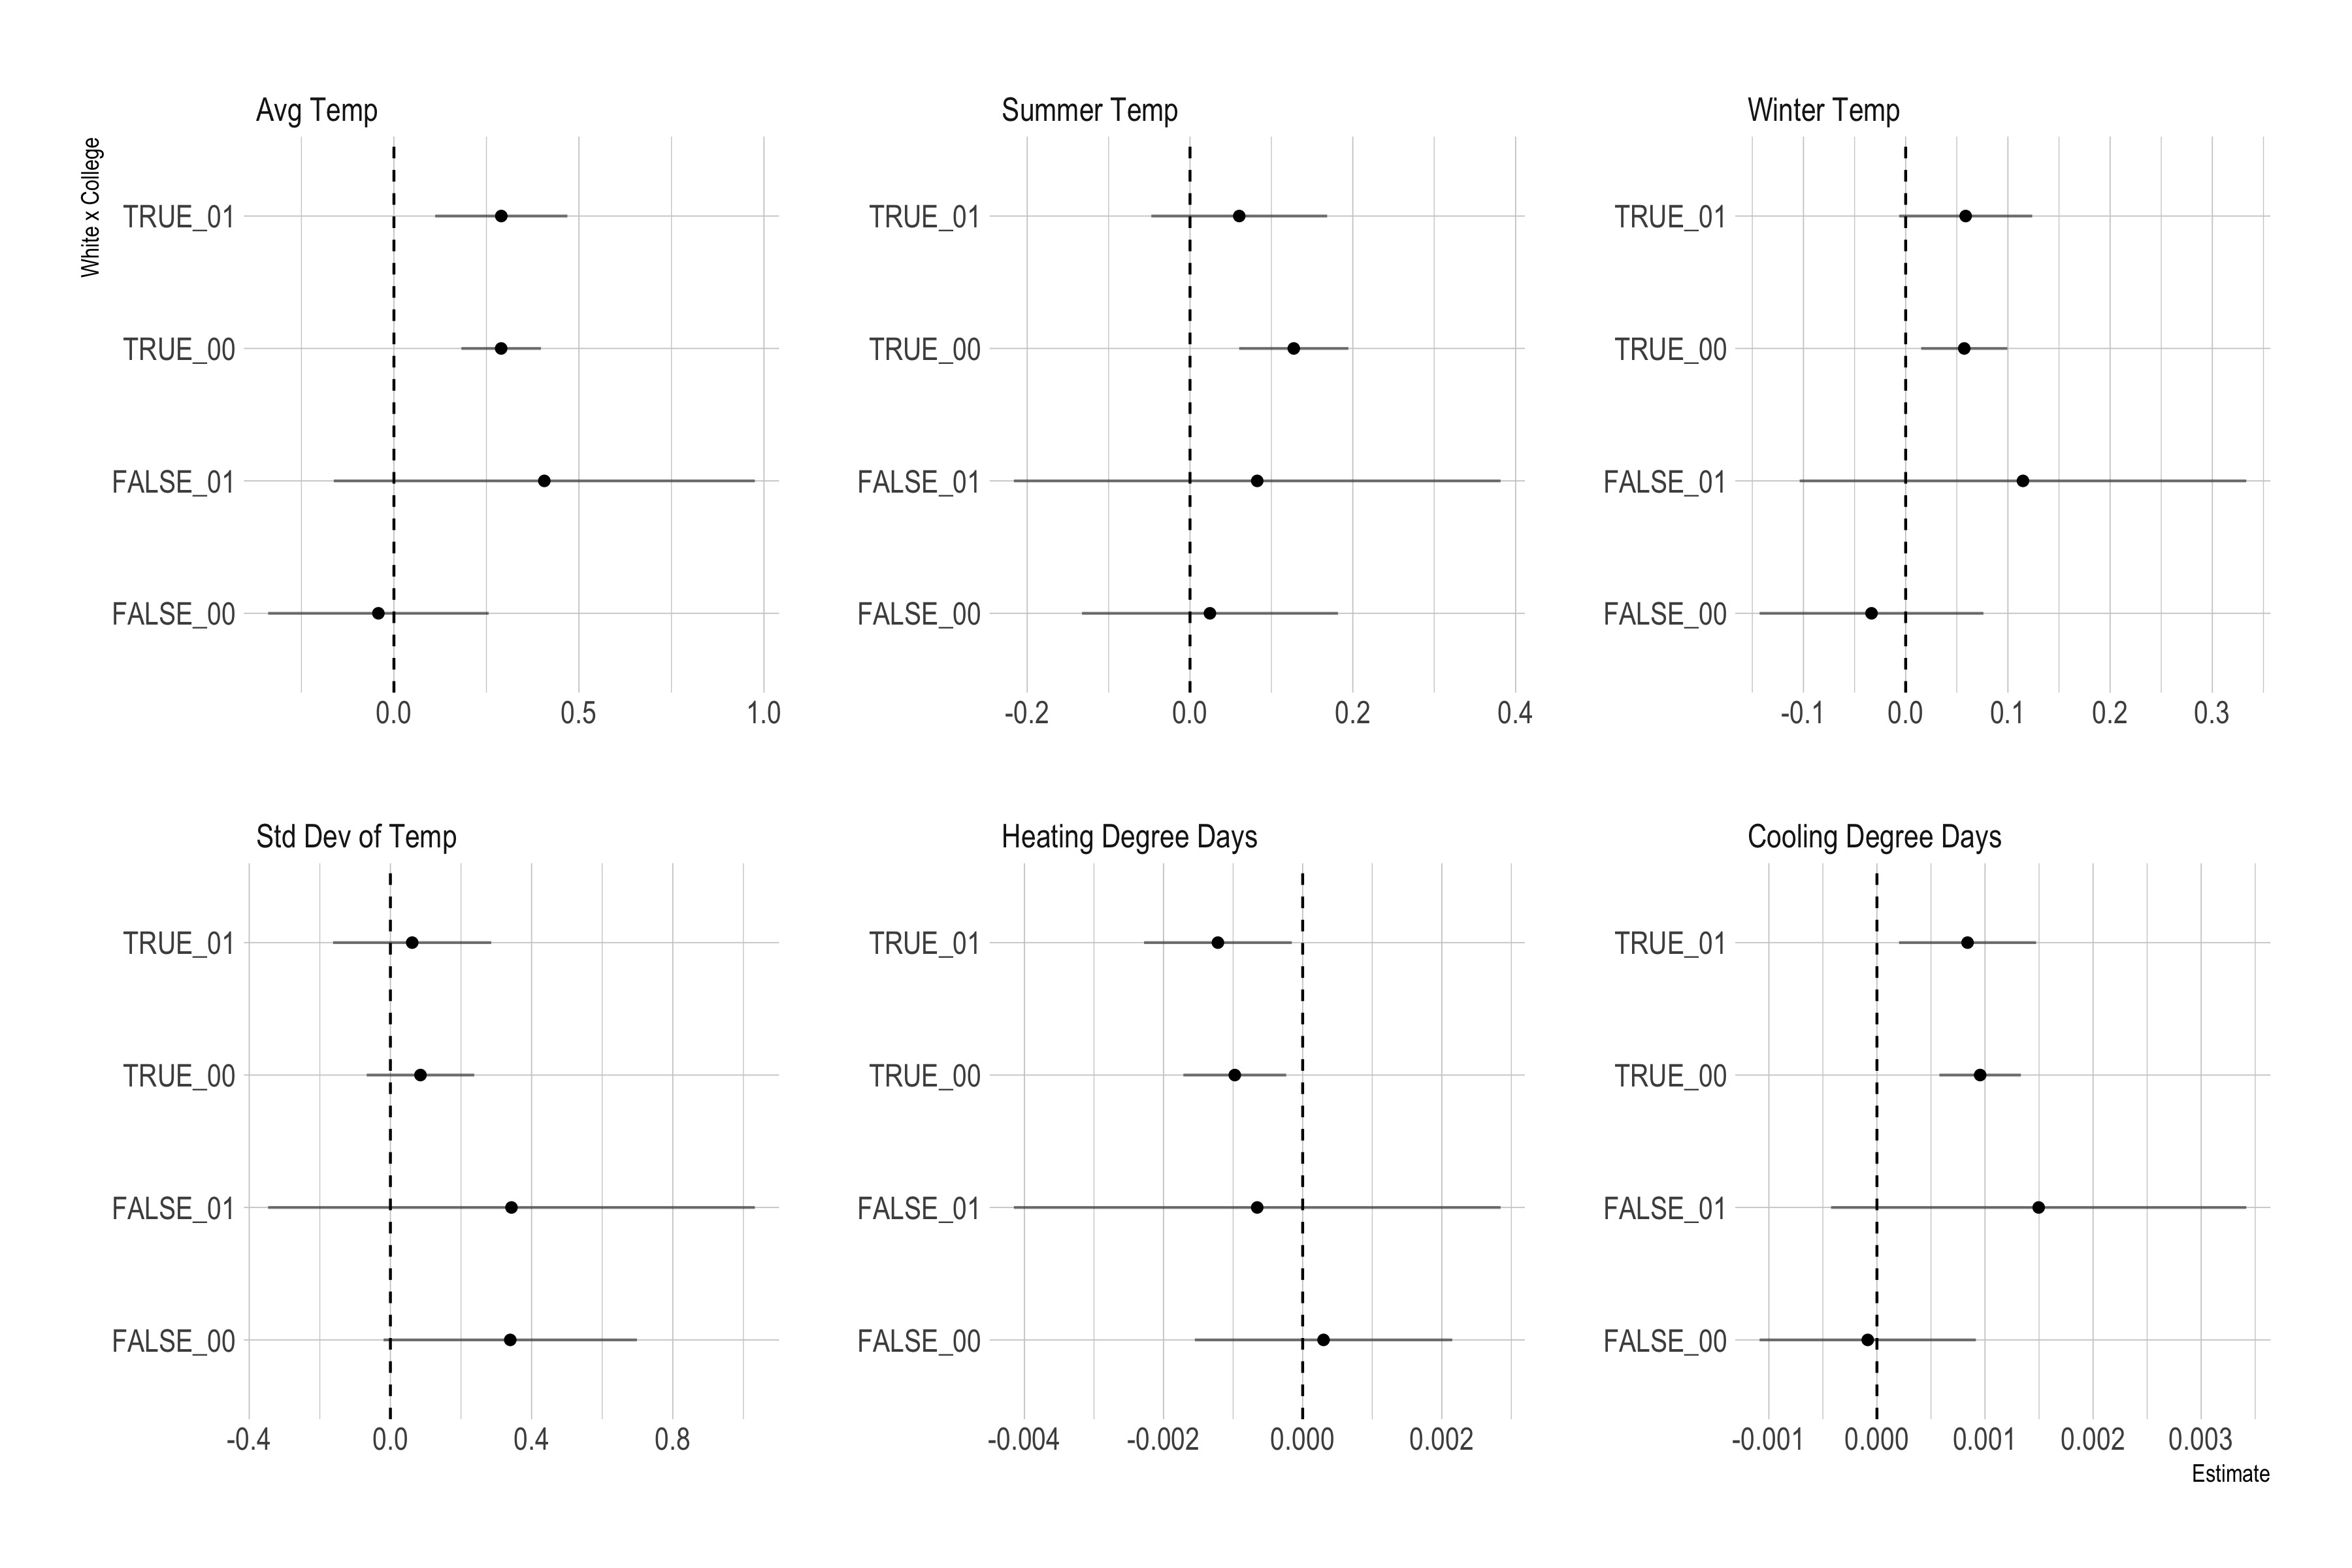 Avg Temp
Summer Temp
Winter Temp
White x College
TRUE_01
TRUE_00
FALSE_01
FALSE_00
0.0 0.5 1.0
TRUE_01
TRUE_00
FALSE_01
FALSE_00
-0.2 0.0 0.2 0.4
TRUE_01
TRUE_00
FALSE_01
FALSE_00
-0.1 0.0 0.1 0.2 0.3
Std Dev of Temp
Heating Degree Days
Cooling Degree Days
TRUE_01
TRUE_00
FALSE_01
FALSE_00
-0.4 0.0 0.4 0.8
TRUE_01
TRUE_00
FALSE_01
FALSE_00
-0.004 -0.002 0.000 0.002
TRUE_01
TRUE_00
FALSE_01
FALSE_00
-0.001 0.000 0.001 0.002 0.003
Estimate